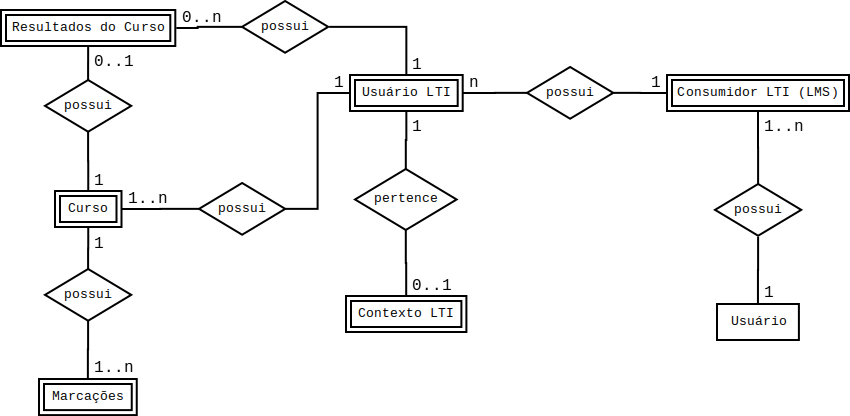 Resultados do Curso
0..n
possui
0..1
1
possui
1
Usuário LTI
n
possui
1
Consumidor LTI (LMS)
1
1..n
1
Curso
1..n
possui
pertence
possui
1
0..1
1
possui
Contexto LTI
Usuário
1..n
Marcações